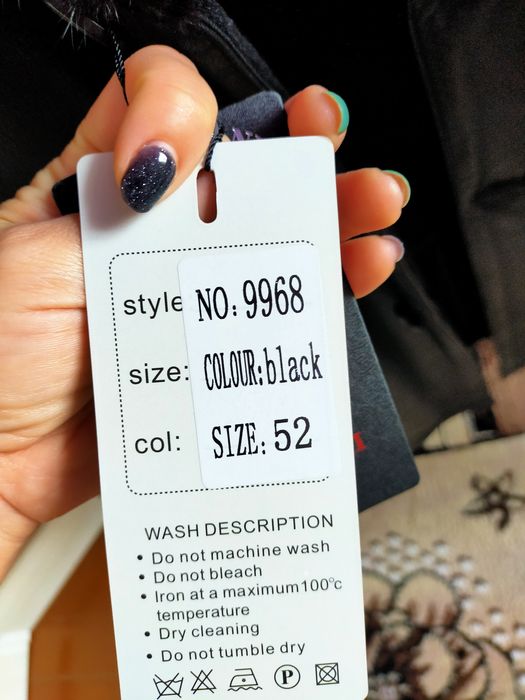 style NO: 9968
size: COLOUR: black
col: SIZE: 52
WASH DESCRIPTION
• Do not machine wash
• Do not bleach
• Iron at a maximum 100°c
temperature
• Dry cleaning
• Do not tumble dry
P